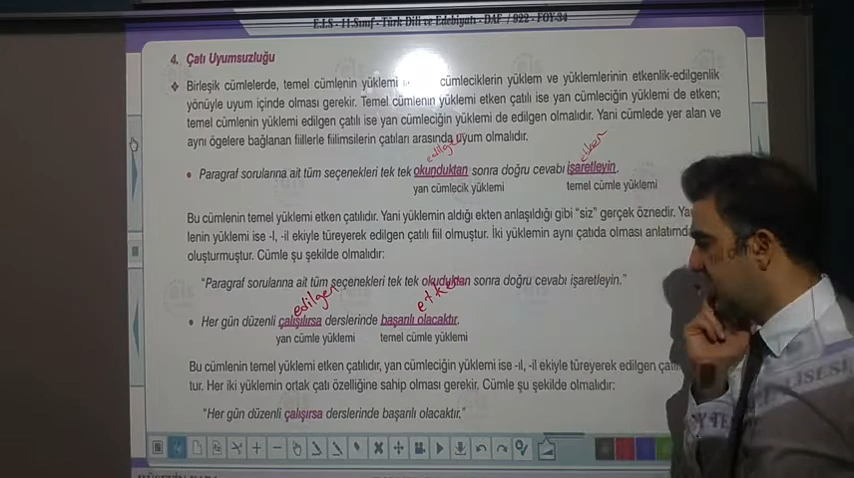 E.I.S - 11.Sınıf - Türk Dili ve Edebiyatı - DAF / 922 - FOY-34
4. Çatı Uyumsuzluğu
❖ Birleşik cümlelerde, temel cümlenin yüklemi cümleciklerin yüklem ve yüklemlerinin etkenlik-edilgenlik
yönüyle uyum içinde olması gerekir. Temel cümlenin yüklemi etken çatılı ise yan cümleciğin yüklemi de etken;
temel cümlenin yüklemi edilgen çatılı ise yan cümleciğin yüklemi de edilgen olmalıdır. Yani cümlede yer alan ve
aynı ögelere bağlanan fiillerle fiilimsilerin çatıları arasında uyum olmalıdır.
edilgen etken
• Paragraf sorularına ait tüm seçenekleri tek tek okunduktan sonra doğru cevabı işaretleyin.
yan cümlecik yüklemi temel cümle yüklemi
Bu cümlenin temel yüklemi etken çatılıdır. Yani yüklemin aldığı ekten anlaşıldığı gibi "siz" gerçek öznedir. Ya
lenin yüklemi ise -l, -il ekiyle türeyerek edilgen çatılı fiil olmuştur. İki yüklemin aynı çatıda olması anlatımda
oluşturmuştur. Cümle şu şekilde olmalıdır:
"Paragraf sorularına ait tüm seçenekleri tek tek okuduktan sonra doğru cevabı işaretleyin."
edilgen etken
• Her gün düzenli çalışılırsa derslerinde başarılı olacaktır.
yan cümle yüklemi temel cümle yüklemi
Bu cümlenin temel yüklemi etken çatılıdır, yan cümleciğin yüklemi ise -ıl, -il ekiyle türeyerek edilgen çatı
tur. Her iki yüklemin ortak çatı özelliğine sahip olması gerekir. Cümle şu şekilde olmalıdır:
"Her gün düzenli çalışırsa derslerinde başarılı olacaktır."
LİSESİ